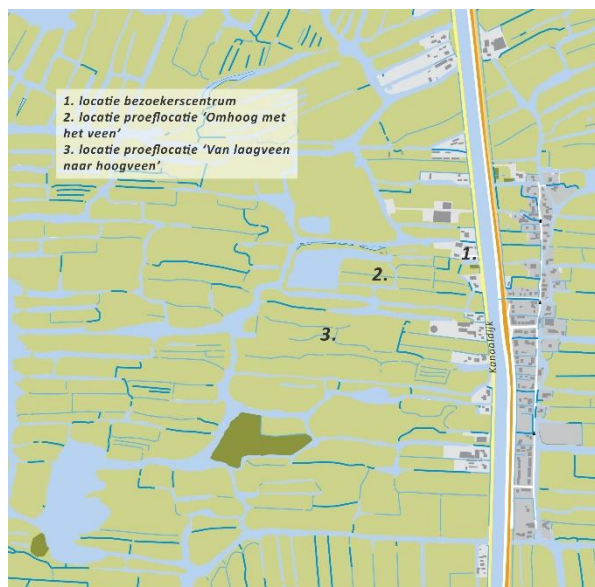 1. locatie bezoekerscentrum
2. locatie proeflocatie 'Omhoog met
het veen'
3. locatie proeflocatie 'Van laagveen
naar hoogveen'
1.
2.
3.
Kanaaldijk